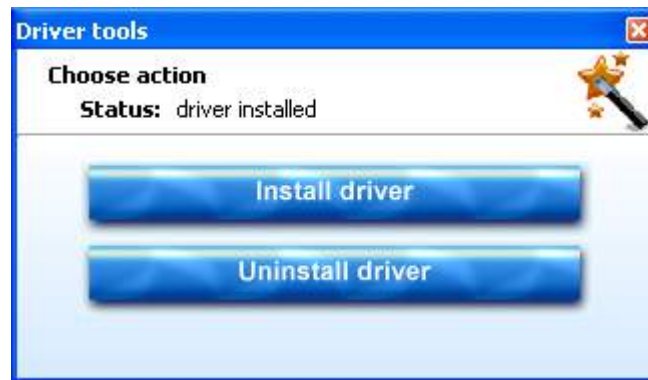 Driver tools
Choose action
Status: driver installed
Install driver
Uninstall driver